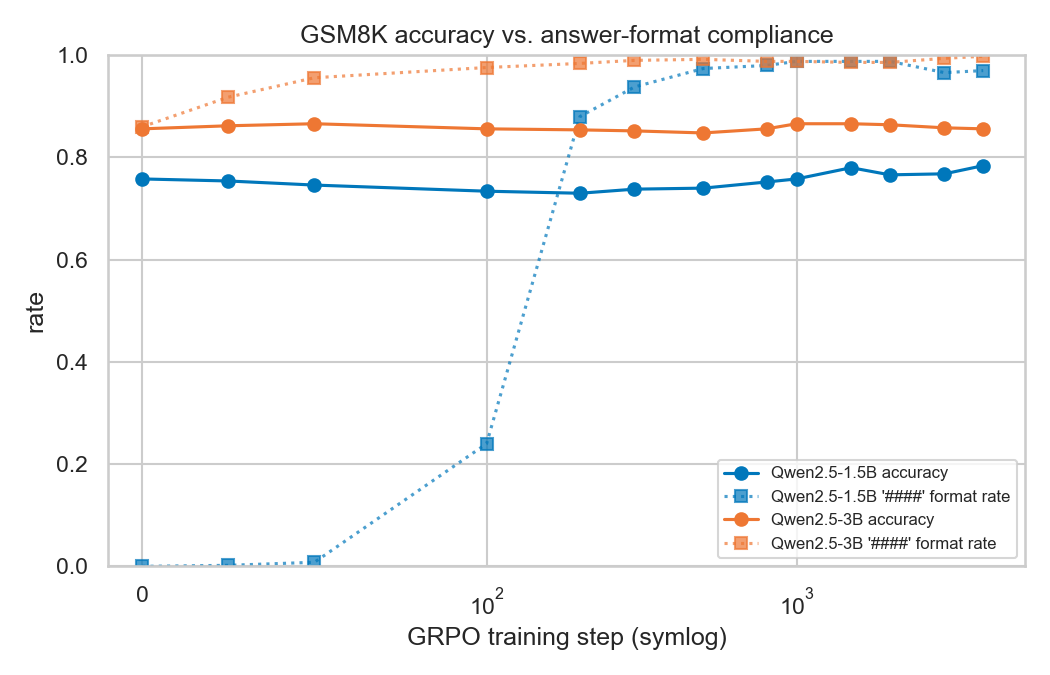 GSM8K accuracy vs. answer-format compliance
1.0
0.8
0.6
0.4
0.2
0.0
rate
0
10²
10³
GRPO training step (symlog)
Qwen2.5-1.5B accuracy
Qwen2.5-1.5B '####' format rate
Qwen2.5-3B accuracy
Qwen2.5-3B '####' format rate